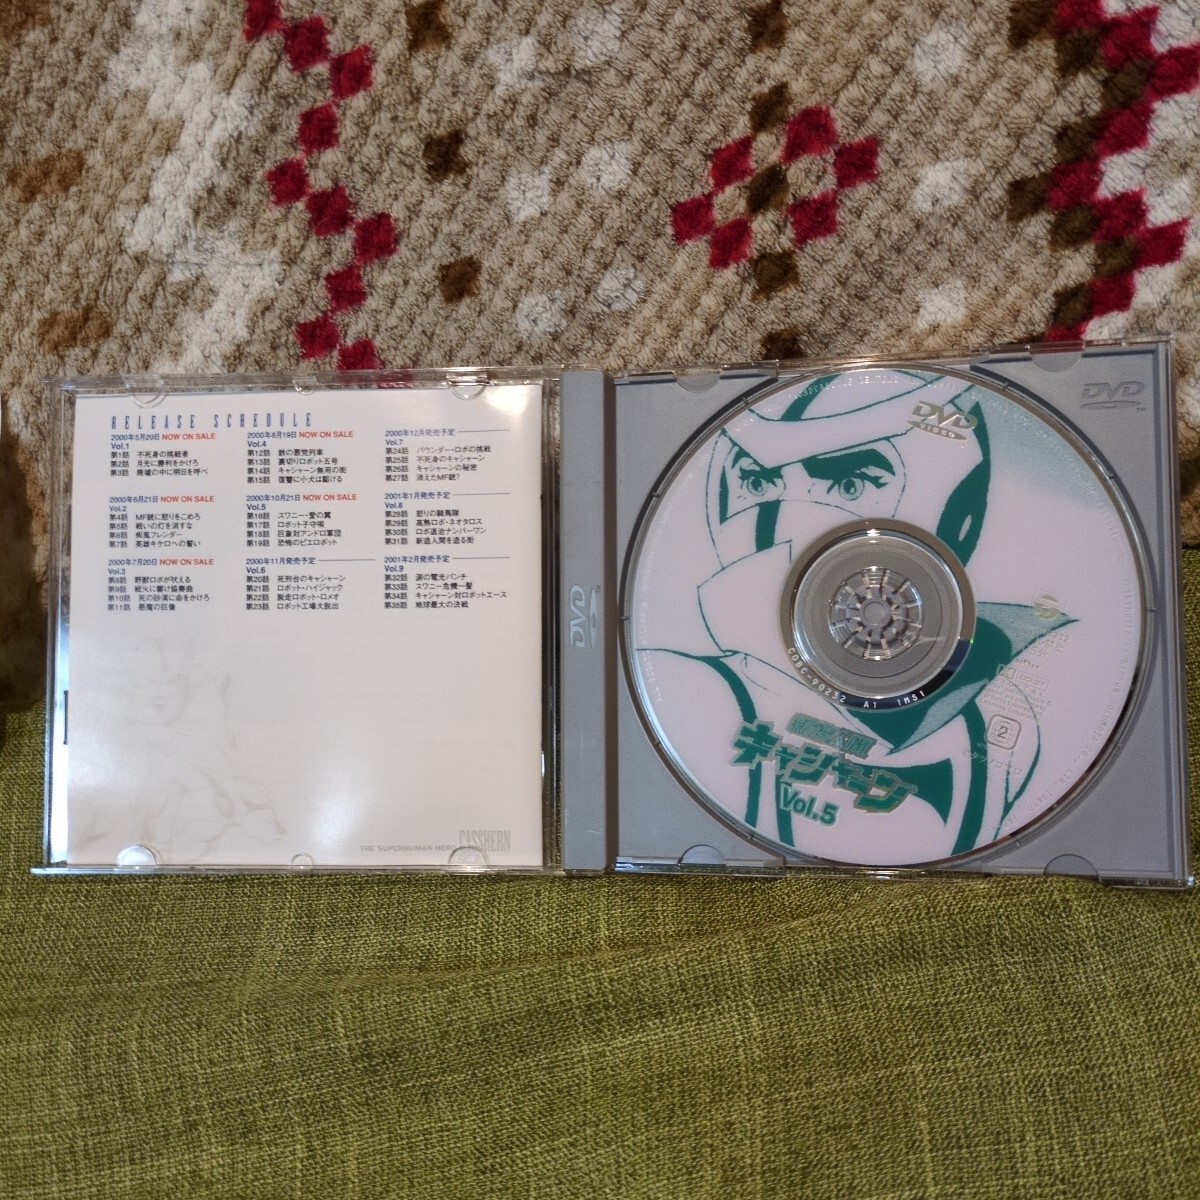 RELEASE SCHEDULE
2000年5月20日 NOW ON SALE
Vol.1
第1話 不死身の挑戦者
第2話 月光に勝利をかけろ
第3話 廃墟の中に明日を呼べ
2000年6月21日 NOW ON SALE
Vol.2
第4話 MF銃に怒りをこめろ
第5話 戦いの灯を消すな
第6話 疾風フレンダー
第7話 英雄キケロへの誓い
2000年7月20日 NOW ON SALE
Vol.3
第8話 野獣ロボが吠える
第9話 戦火に響け協奏曲
第10話 死の砂漠に命をかけろ
第11話 悪魔の巨象
2000年8月19日 NOW ON SALE
Vol.4
第12話 鉄の悪党列車
第13話 裏切りロボット五号
第14話 キャシャーン無用の街
第15話 復讐に小犬は駆ける
2000年10月21日 NOW ON SALE
Vol.5
第16話 スワニー・愛の翼
第17話 ロボット子守唄
第18話 巨象対アンドロ軍団
第19話 恐怖のピエロボット
2000年11月発売予定
Vol.6
第20話 死刑台のキャシャーン
第21話 ロボット・ハイジャック
第22話 脱走ロボット・ロメオ
第23話 ロボット工場大脱出
2000年12月発売予定
Vol.7
第24話 バウンダー・ロボの挑戦
第25話 不死身のキャシャーン
第26話 キャシャーンの秘密
第27話 消えたMF銃?
2001年1月発売予定
Vol.8
第28話 怒りの騎馬隊
第29話 高熱ロボ・ネオタロス
第30話 ロボ退治ナンバーワン
第31話 新造人間を造る街
2001年2月発売予定
Vol.9
第32話 涙の電光パンチ
第33話 スワニー危機一髪
第34話 キャシャーン対ロボットエース
第35話 地球最大の決戦
THE SUPERHUMAN HERO
CASSHERN
DVD
DVD
VIDEO
DVD
TM
COBC-90232 A1 1MS1
2
新造人間
キャシャーン
Vol.5